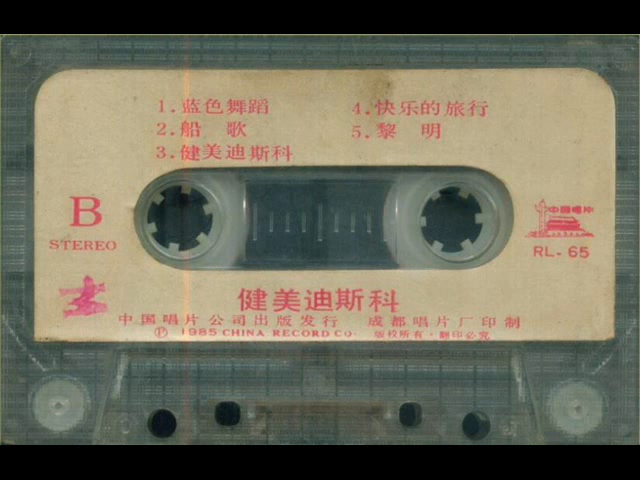 1.蓝色舞蹈
2.船 歌
3.健美迪斯科
4.快乐的旅行
5.黎 明
B
STEREO
中国唱片
RL-65
健美迪斯科
中国唱片公司出版发行 成都唱片厂印制
Ⓟ 1985 CHINA RECORD CO· 版权所有·翻印必究